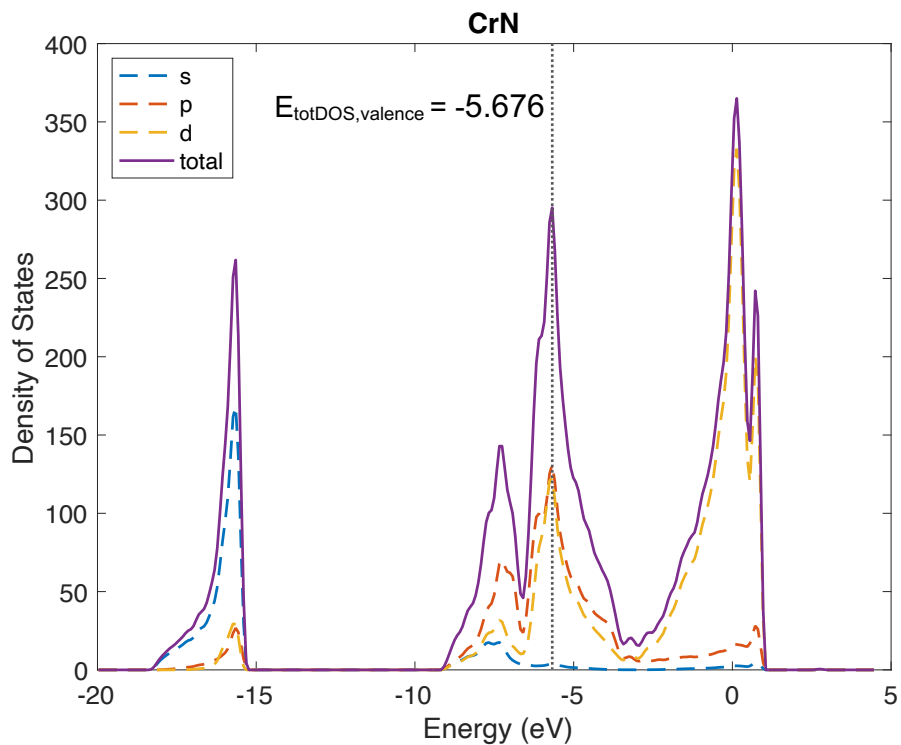 CrN
400
350
300
250
200
150
100
50
0
Density of States
s
p
d
total
E_totDOS,valence = -5.676
-20
-15
-10
-5
0
5
Energy (eV)